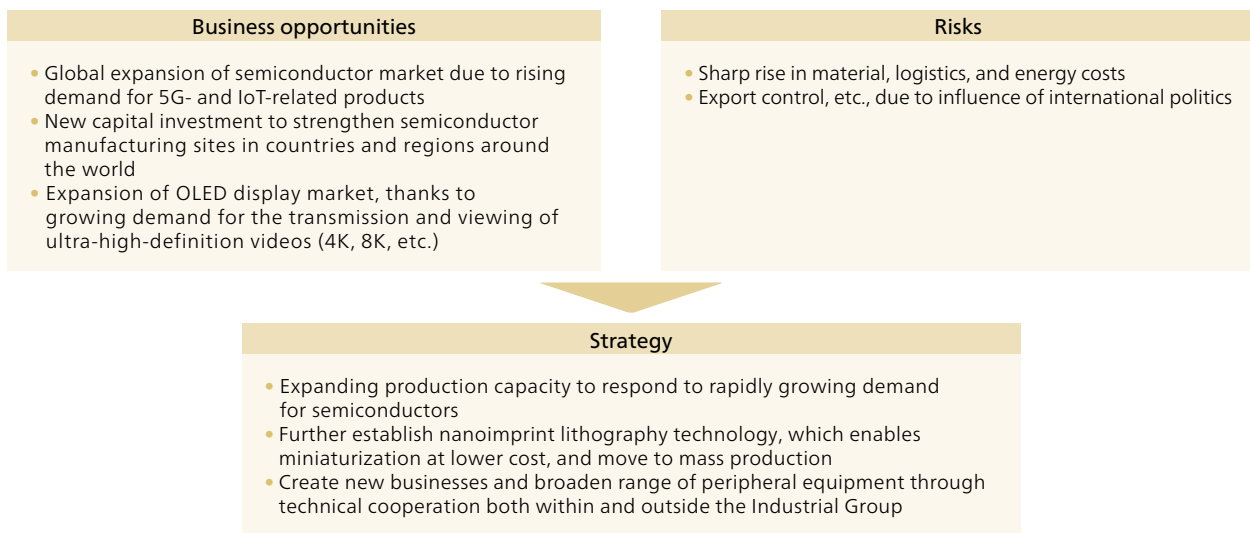 Business opportunities
• Global expansion of semiconductor market due to rising
demand for 5G- and IoT-related products
• New capital investment to strengthen semiconductor
manufacturing sites in countries and regions around
the world
• Expansion of OLED display market, thanks to
growing demand for the transmission and viewing of
ultra-high-definition videos (4K, 8K, etc.)
Risks
• Sharp rise in material, logistics, and energy costs
• Export control, etc., due to influence of international politics
Strategy
• Expanding production capacity to respond to rapidly growing demand
for semiconductors
• Further establish nanoimprint lithography technology, which enables
miniaturization at lower cost, and move to mass production
• Create new businesses and broaden range of peripheral equipment through
technical cooperation both within and outside the Industrial Group